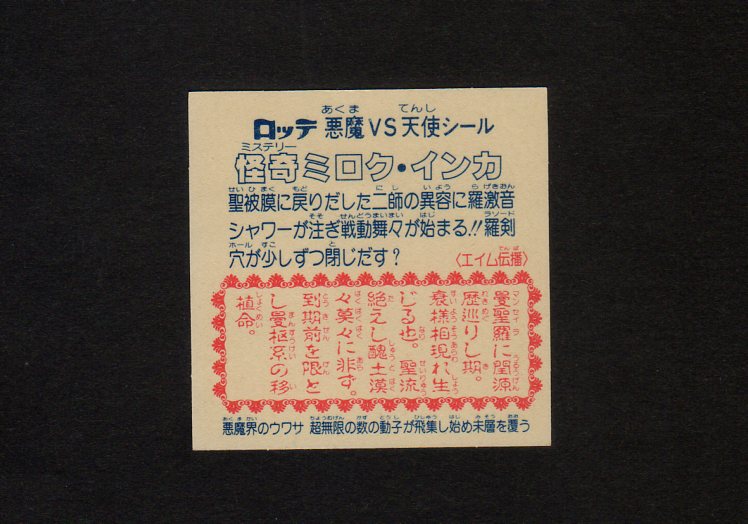 ロッテ 悪魔VS天使シール
怪奇ミロク・インカ
聖被膜に戻りだした二師の異容に羅激音
シャワーが注ぎ戦動舞々が始まる!!羅剣
穴が少しずつ閉じだす?
〈エイム伝播〉
曼聖羅に閏源
歴巡りし期。
衰様相現れ生
じる也。聖流
絶えし醜土漠
々莫々に非ず。
到期前を限と
し曼枢系の移
植命。
悪魔界のウワサ 超無限の数の動子が飛集し始め未層を覆う